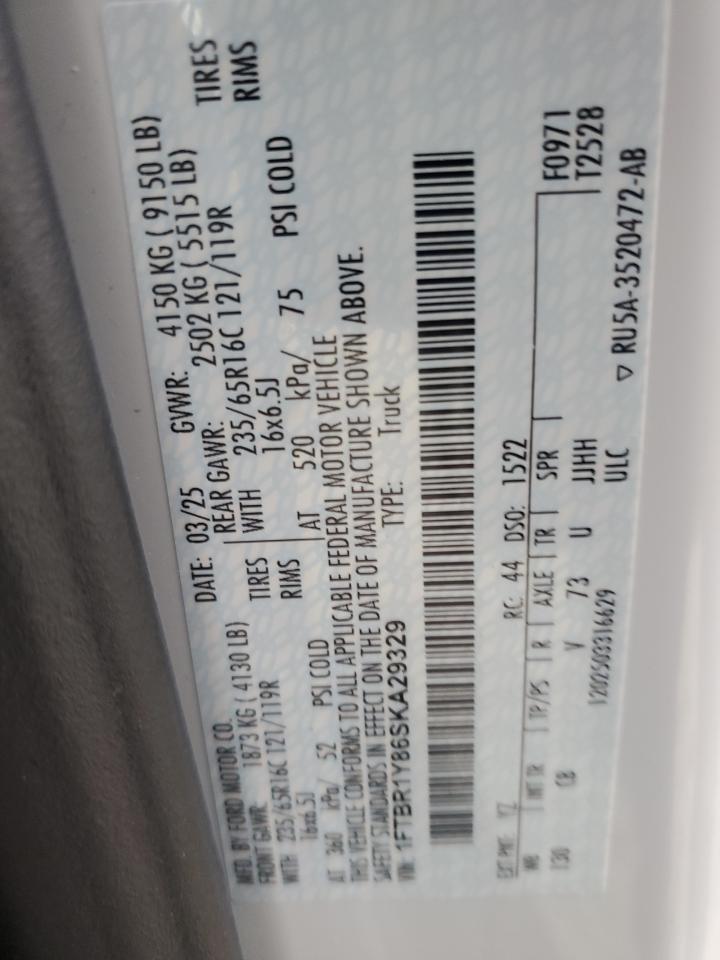 MFD. BY FORD MOTOR CO. DATE: 03/25 GVWR: 4150 KG ( 9150 LB)
FRONT GAWR: 1873 KG ( 4130 LB) REAR GAWR: 2502 KG ( 5515 LB)
WITH 235/65R16C 121/119R TIRES WITH 235/65R16C 121/119R TIRES
16x6.5J RIMS 16x6.5J RIMS
AT 360 kPa/ 52 PSI COLD AT 520 kPa/ 75 PSI COLD
THIS VEHICLE CONFORMS TO ALL APPLICABLE FEDERAL MOTOR VEHICLE
SAFETY STANDARDS IN EFFECT ON THE DATE OF MANUFACTURE SHOWN ABOVE.
VIN: 1FTBR1Y86SKA29329 TYPE: Truck
EXT PNT: YZ RC: 44 DSO: 1522
WB INT TR TP/PS R AXLE TR SPR F0971
130 CB V 73 U JJHH T2528
1202503316629 ULC ▽ RU5A-3520472-AB